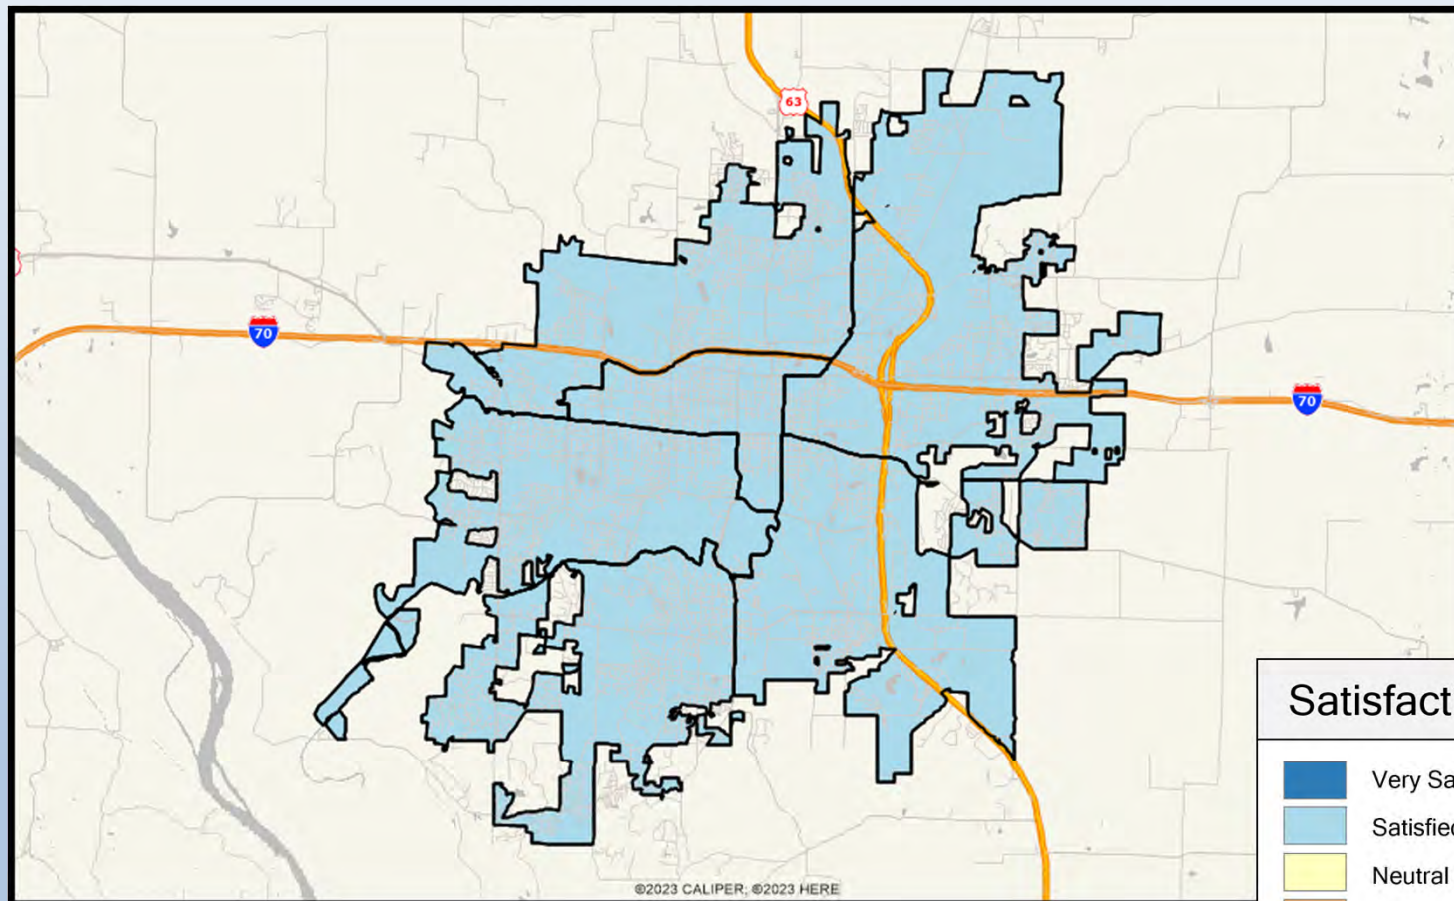 63
70
70
Satisfact
Very Sa
Satisfied
Neutral
©2023 CALIPER; ©2023 HERE